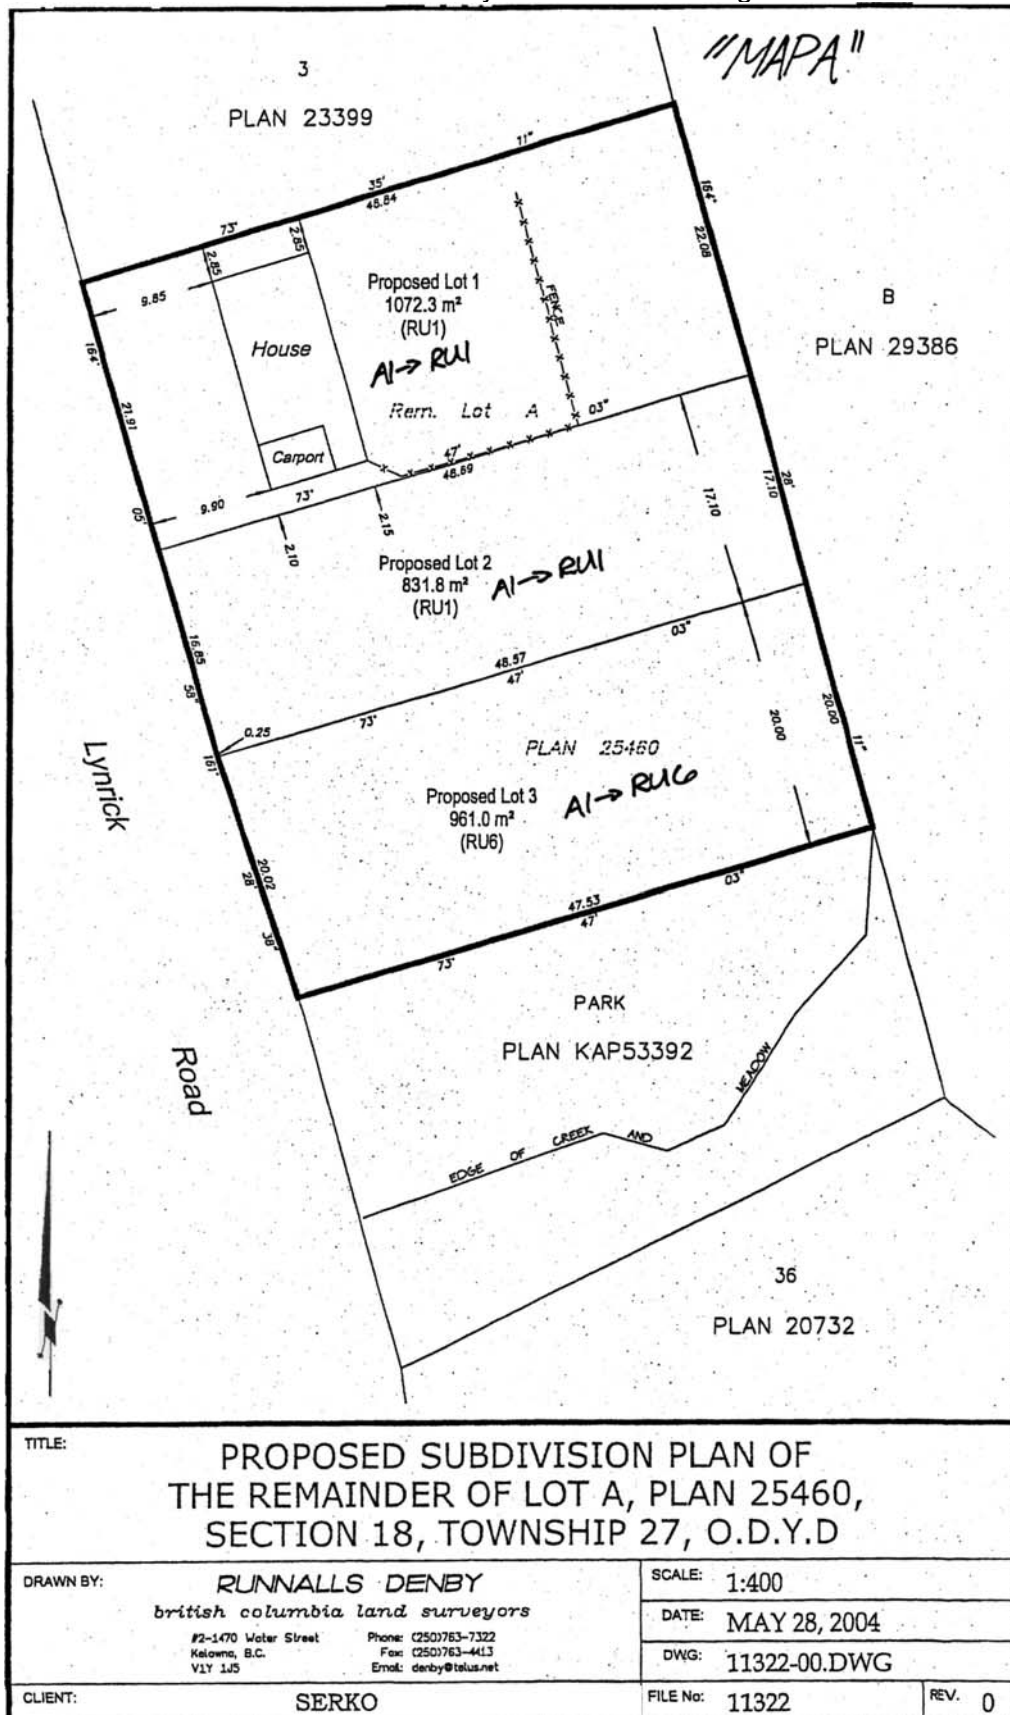 "MAP A"
3
PLAN 23399
73° 35' 11"
48.84
2.85
2.85
9.85
164°
22.08
Proposed Lot 1
1072.3 m²
(RU1)
A1→RU1
FENCE
House
B
PLAN 29386
164°
21.91
05'
Rem. Lot A
Carport
73° 47' 03"
48.69
9.90
2.10
2.15
28'
17.10
17.10
Proposed Lot 2
831.8 m²
(RU1)
A1→RU1
16.85
58"
48.57
73° 47' 03"
0.25
161°
20.00
20.00
11"
PLAN 25460
Proposed Lot 3
961.0 m²
(RU6)
A1→RU6
Lynrick
20.02
28'
38"
47.53
73° 47' 03"
PARK
PLAN KAP53392
Road
EDGE OF CREEK AND MEADOW
36
PLAN 20732
TITLE:
PROPOSED SUBDIVISION PLAN OF
THE REMAINDER OF LOT A, PLAN 25460,
SECTION 18, TOWNSHIP 27, O.D.Y.D
DRAWN BY:
RUNNALLS DENBY
british columbia land surveyors
#2-1470 Water Street
Kelowna, B.C.
V1Y 1J5
Phone: (250)763-7322
Fax: (250)763-4413
Email: denby@telus.net
SCALE: 1:400
DATE: MAY 28, 2004
DWG: 11322-00.DWG
CLIENT: SERKO
FILE No: 11322
REV. 0